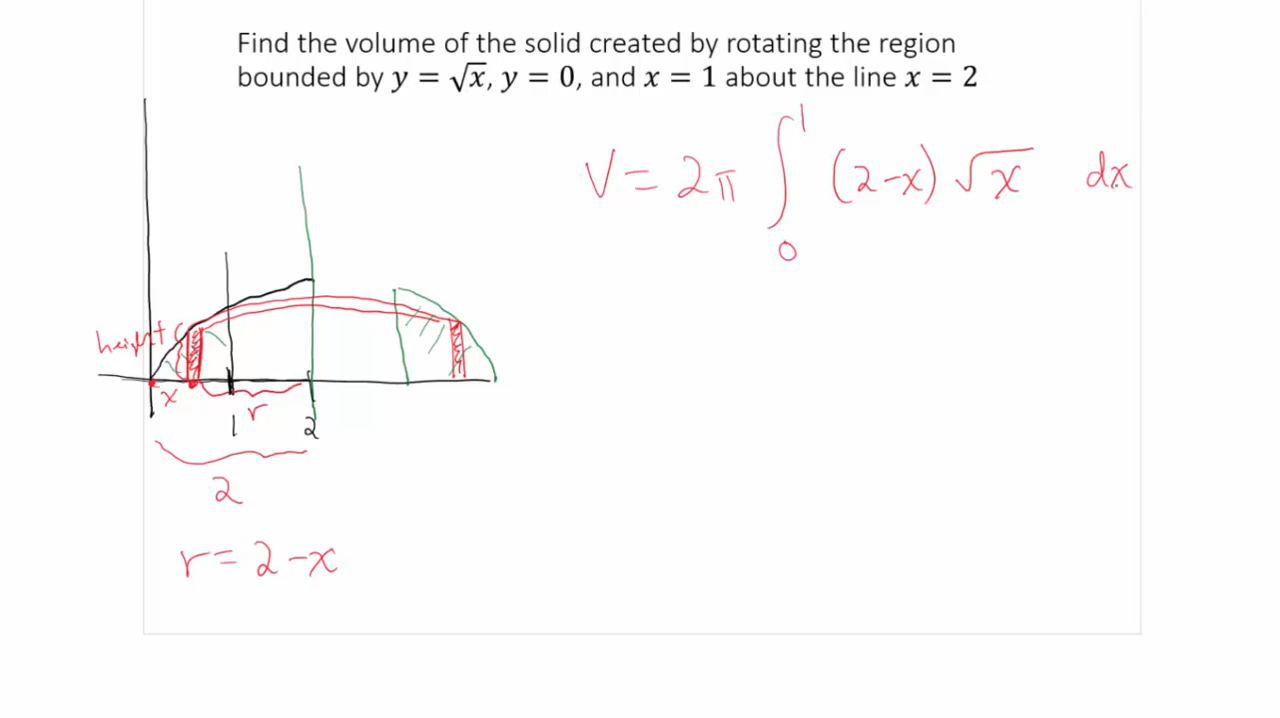 Find the volume of the solid created by rotating the region
bounded by y = √x, y = 0, and x = 1 about the line x = 2
V = 2π ∫₀¹ (2-x) √x dx
height
x
r
1
2
2
r = 2-x